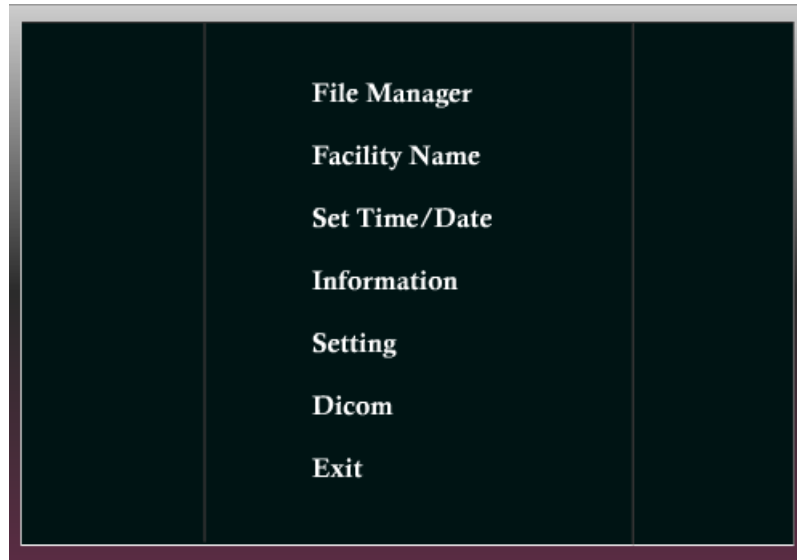 File Manager
Facility Name
Set Time/Date
Information
Setting
Dicom
Exit